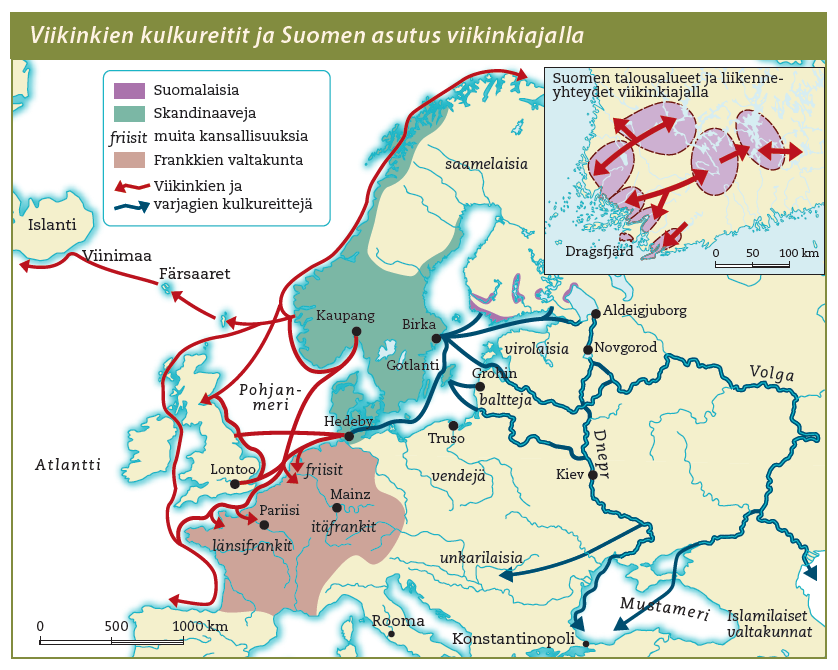 Viikinkien kulkureitit ja Suomen asutus viikinkiajalla
Suomalaisia
Skandinaaveja
friisit muita kansallisuuksia
Frankkien valtakunta
Viikinkien ja
varjagien kulkureittejä
Suomen talousalueet ja liikenne-
yhteydet viikinkiajalla
Dragsfjärd
0 50 100 km
saamelaisia
Islanti
Viinimaa
Färsaaret
Kaupang
Birka
Aldeigjuborg
virolaisia
Novgorod
Gotlanti
Grobin
Volga
Pohjan-
meri
baltteja
Hedeby
Truso
Dnepr
Atlantti
Lontoo
friisit
vendejä
Kiev
Mainz
Pariisi
itäfrankit
länsifrankit
unkarilaisia
Mustameri
Islamilaiset
valtakunnat
0 500 1000 km
Rooma
Konstantinopoli